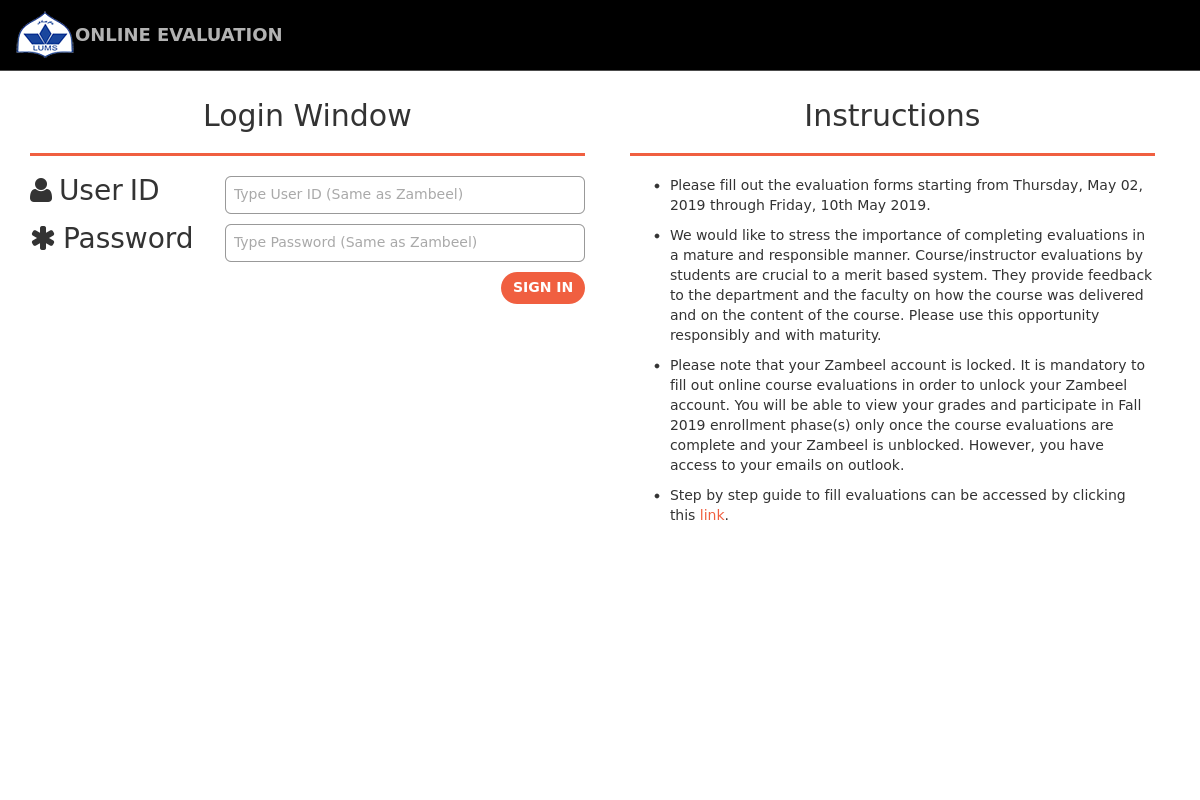 LUMS
ONLINE EVALUATION
Login Window
User ID
Type User ID (Same as Zambeel)
Password
Type Password (Same as Zambeel)
SIGN IN
Instructions
• Please fill out the evaluation forms starting from Thursday, May 02,
2019 through Friday, 10th May 2019.
• We would like to stress the importance of completing evaluations in
a mature and responsible manner. Course/instructor evaluations by
students are crucial to a merit based system. They provide feedback
to the department and the faculty on how the course was delivered
and on the content of the course. Please use this opportunity
responsibly and with maturity.
• Please note that your Zambeel account is locked. It is mandatory to
fill out online course evaluations in order to unlock your Zambeel
account. You will be able to view your grades and participate in Fall
2019 enrollment phase(s) only once the course evaluations are
complete and your Zambeel is unblocked. However, you have
access to your emails on outlook.
• Step by step guide to fill evaluations can be accessed by clicking
this link.